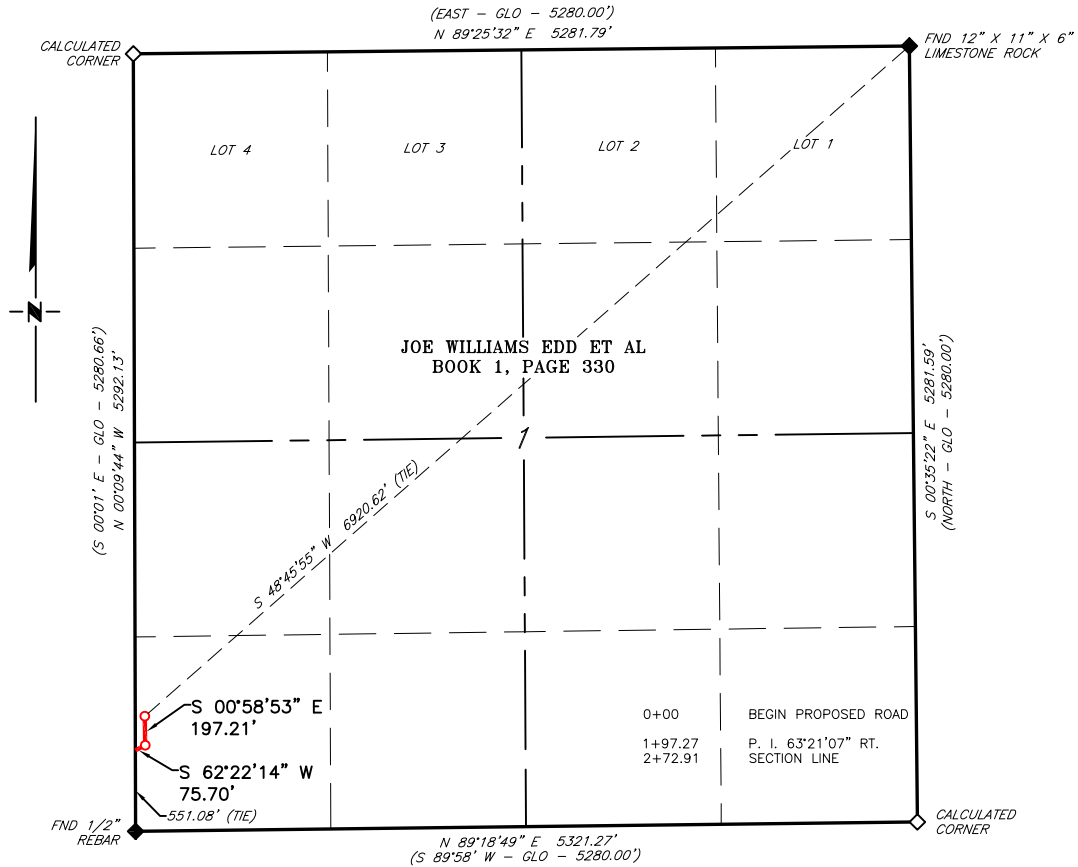 (EAST - GLO - 5280.00')
N 89°25'32" E 5281.79'
CALCULATED
CORNER
FND 12" X 11" X 6"
LIMESTONE ROCK
LOT 4
LOT 3
LOT 2
LOT 1
N
JOE WILLIAMS EDD ET AL
BOOK 1, PAGE 330
(S 00°01' E - GLO - 5280.66')
N 00°09'44" W 5292.13'
S 00°35'22" E 5281.59'
(NORTH - GLO - 5280.00')
1
S 48°45'55" W 6920.62' (TIE)
S 00°58'53" E
197.21'
S 62°22'14" W
75.70'
551.08' (TIE)
0+00 BEGIN PROPOSED ROAD
1+97.27 P. I. 63°21'07" RT.
2+72.91 SECTION LINE
FND 1/2"
REBAR
CALCULATED
CORNER
N 89°18'49" E 5321.27'
(S 89°58' W - GLO - 5280.00')